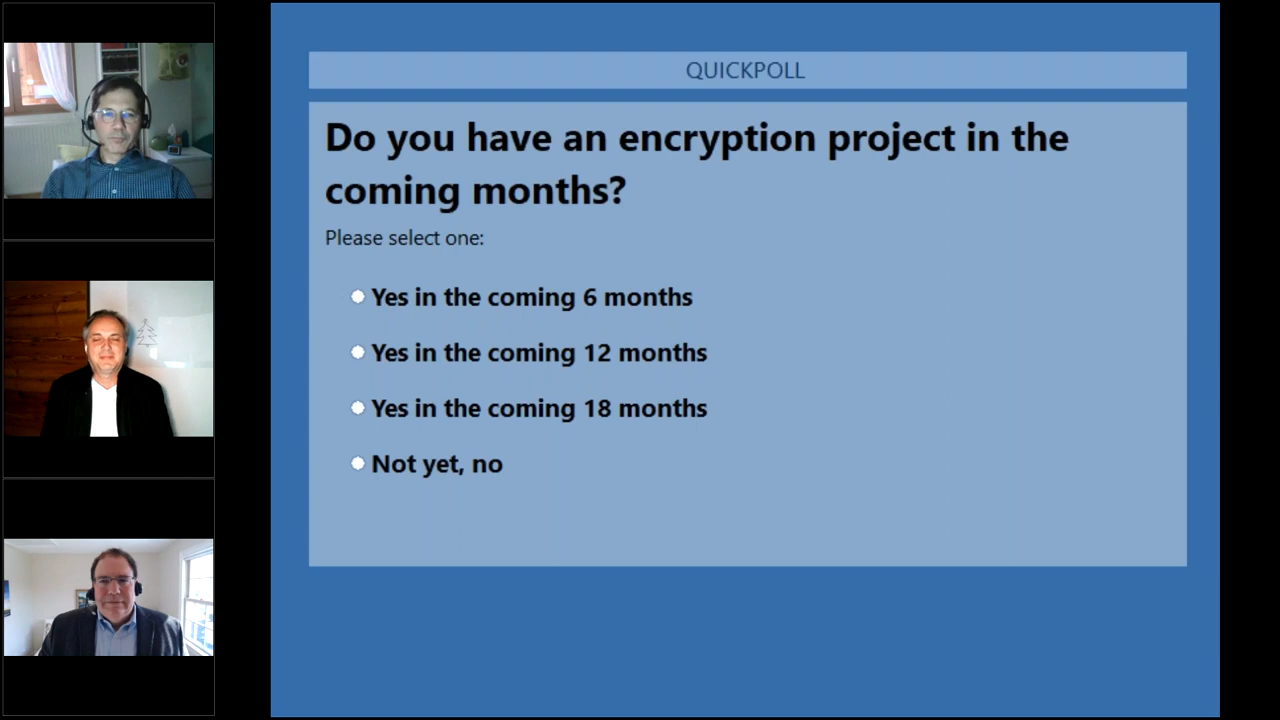 QUICKPOLL
Do you have an encryption project in the
coming months?
Please select one:
Yes in the coming 6 months
Yes in the coming 12 months
Yes in the coming 18 months
Not yet, no